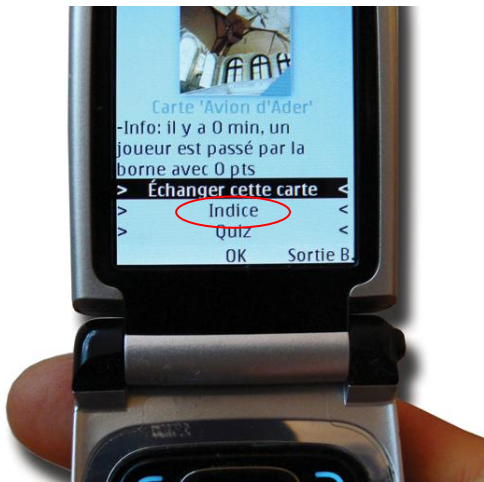 Carte 'Avion d'Ader'
-Info: il y a 0 min, un
joueur est passé par la
borne avec 0 pts
> Échanger cette carte <
> Indice <
> Quiz <
OK Sortie B.